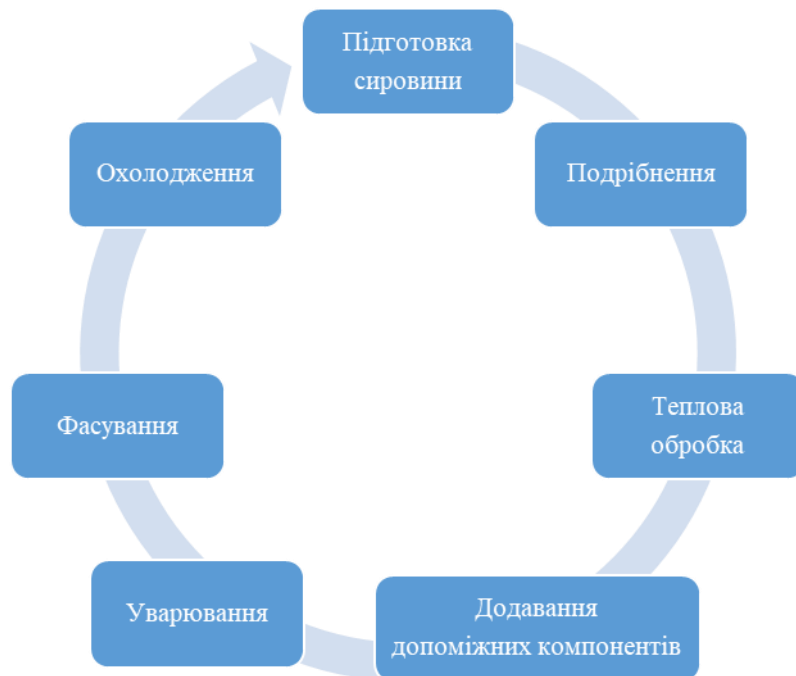 Підготовка
сировини
Подрібнення
Теплова
обробка
Додавання
допоміжних компонентів
Уварювання
Фасування
Охолодження